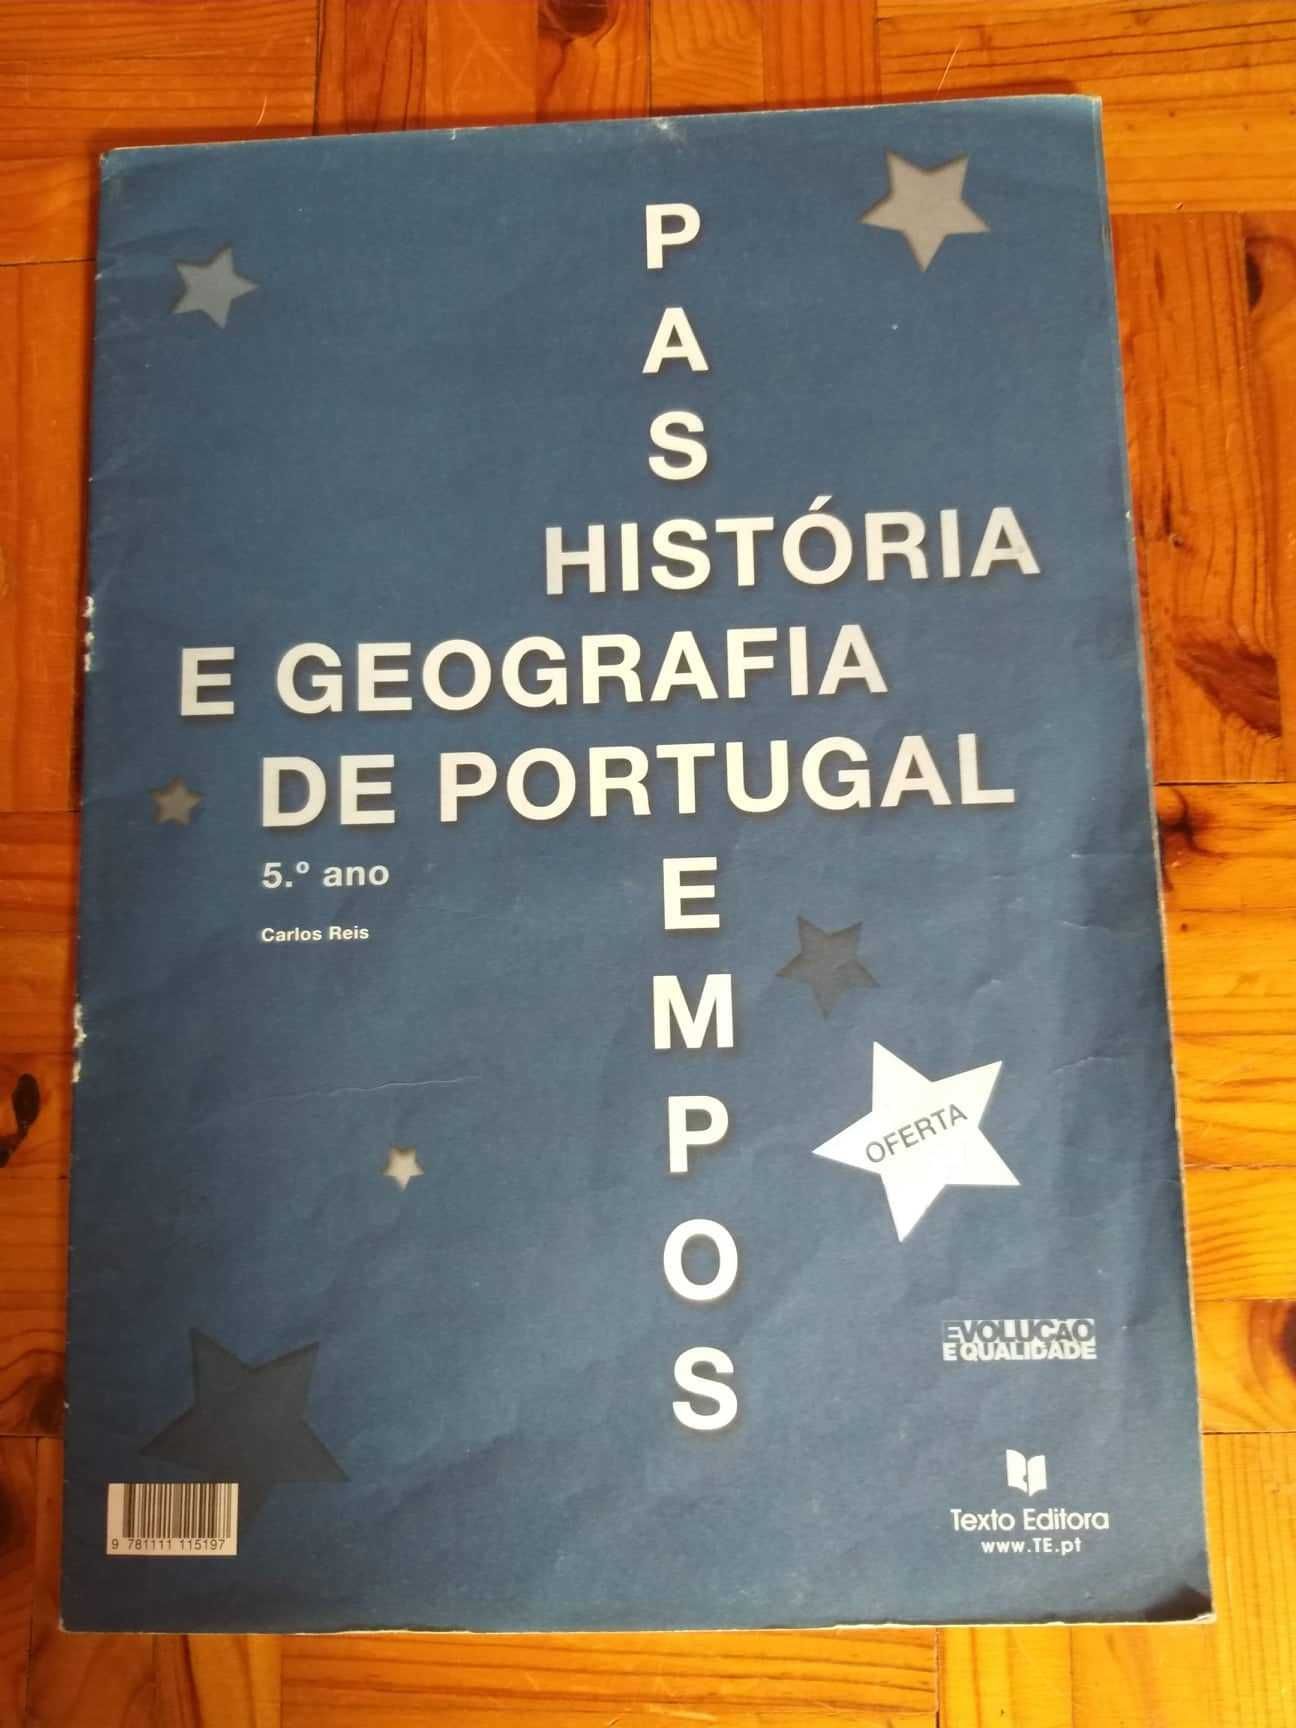 PASSATEMPOS
HISTÓRIA
E GEOGRAFIA
DE PORTUGAL
5.º ano
Carlos Reis
OFERTA
EVOLUÇÃO
E QUALIDADE
Texto Editora
www.TE.pt
9 781111 115197